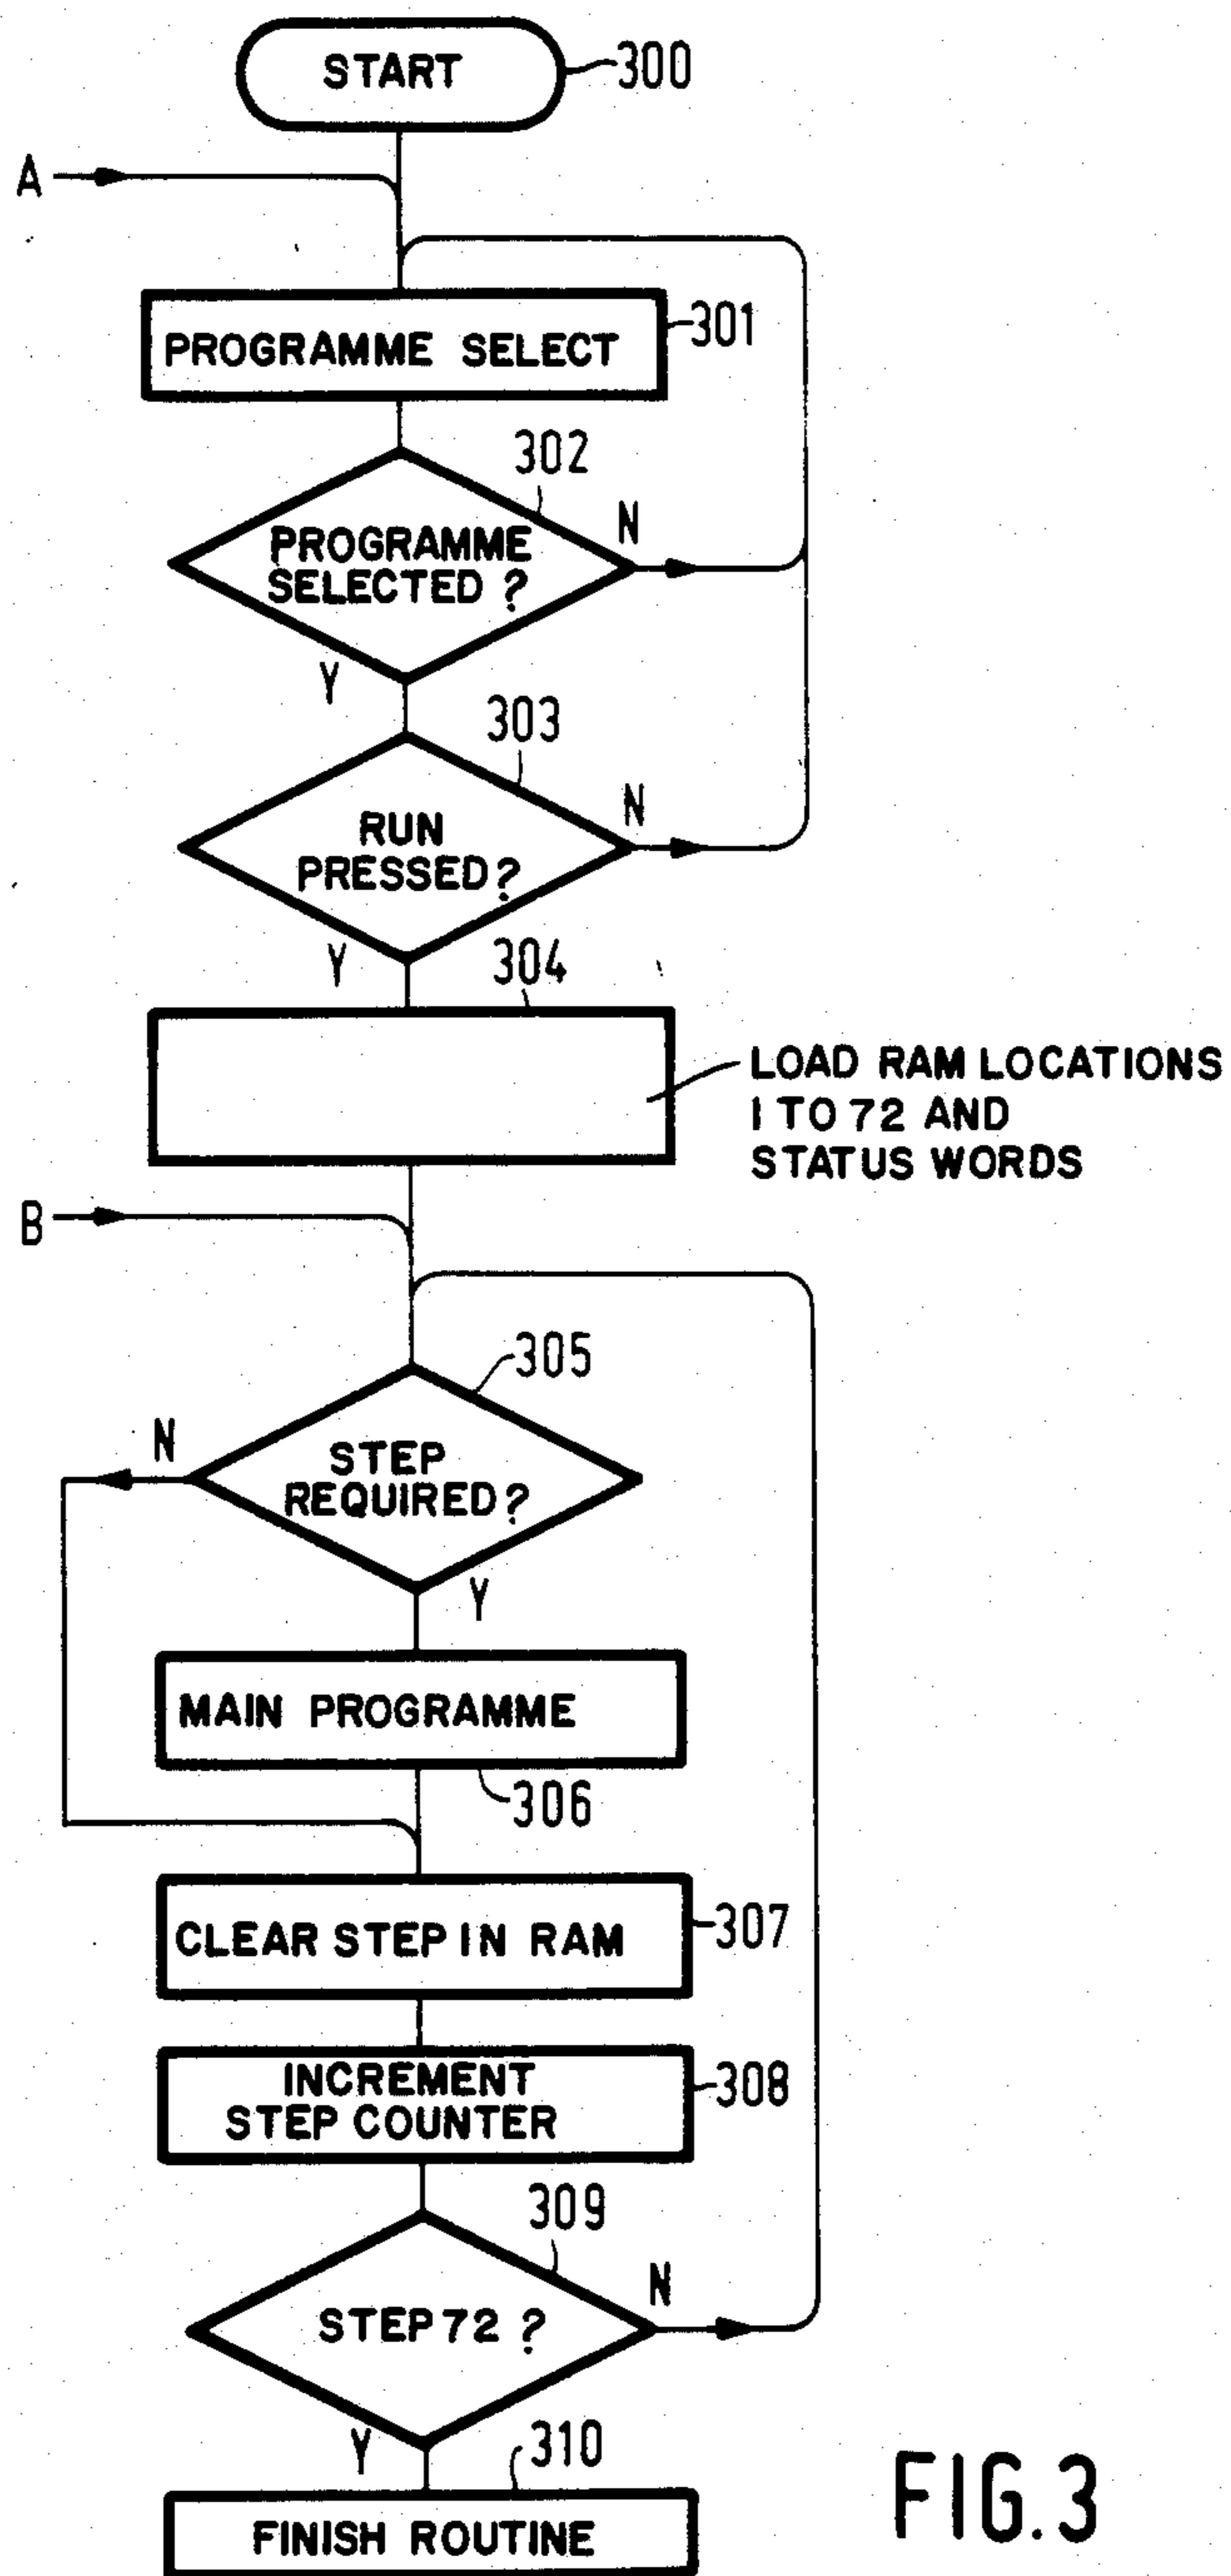 START
300
A
PROGRAMME SELECT
301
302
PROGRAMME
SELECTED ?
N
Y
303
RUN
PRESSED ?
N
Y
304
LOAD RAM LOCATIONS
1 TO 72 AND
STATUS WORDS
B
305
N
STEP
REQUIRED ?
Y
MAIN PROGRAMME
306
CLEAR STEP IN RAM
307
INCREMENT
STEP COUNTER
308
309
STEP 72 ?
N
Y
310
FINISH ROUTINE
FIG. 3